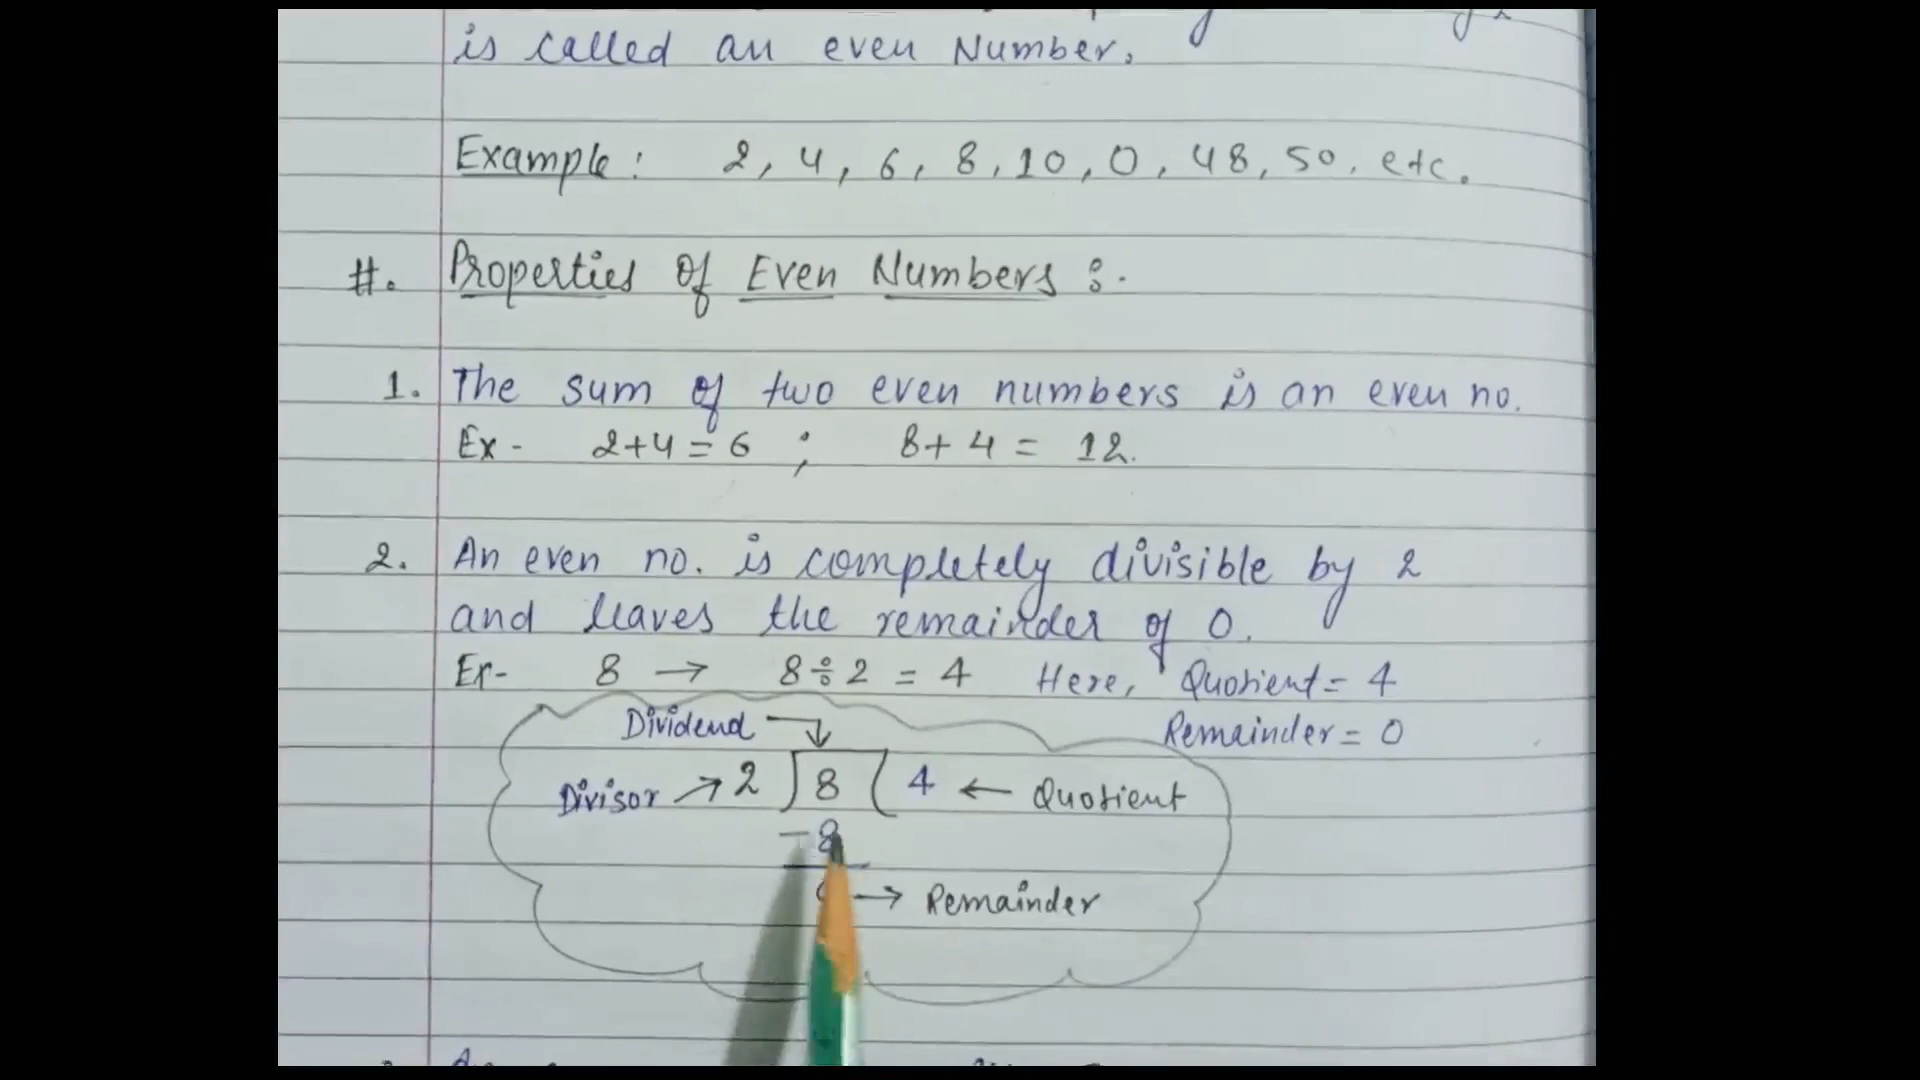 is called an even Number.
Example: 2, 4, 6, 8, 10, 0, 48, 50, etc.
#. Properties of Even Numbers :.
1. The sum of two even numbers is an even no.
Ex - 2+4=6 ; 8+4 = 12.
2. An even no. is completely divisible by 2
and leaves the remainder of 0.
Ex- 8 → 8÷2 = 4 Here, Quotient = 4
Remainder = 0
Dividend
Divisor → 2 ) 8 ( 4 ← Quotient
-8
→ Remainder